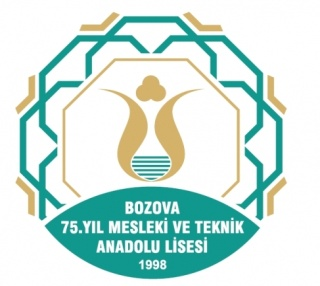 BOZOVA
75.YIL MESLEKİ VE TEKNİK
ANADOLU LİSESİ
1998